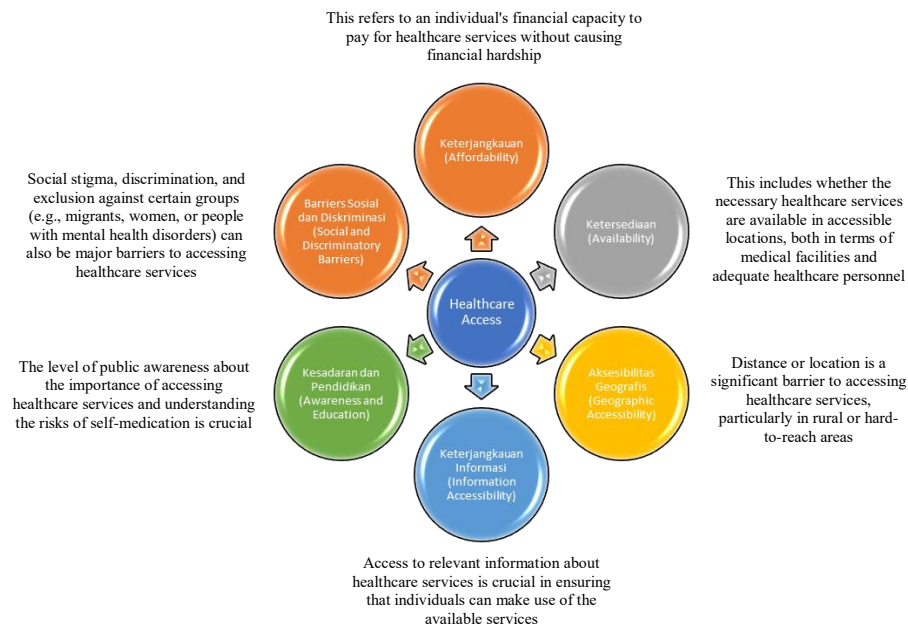 This refers to an individual's financial capacity to
pay for healthcare services without causing
financial hardship
Keterjangkauan
(Affordability)
Social stigma, discrimination, and
exclusion against certain groups
(e.g., migrants, women, or people
with mental health disorders) can
also be major barriers to accessing
healthcare services
Barriers Sosial
dan Diskriminasi
(Social and
Discriminatory
Barriers)
Ketersediaan
(Availability)
This includes whether the
necessary healthcare services
are available in accessible
locations, both in terms of
medical facilities and
adequate healthcare personnel
Healthcare
Access
The level of public awareness about
the importance of accessing
healthcare services and understanding
the risks of self-medication is crucial
Kesadaran dan
Pendidikan
(Awareness and
Education)
Aksesibilitas
Geografis
(Geographic
Accessibility)
Distance or location is a
significant barrier to accessing
healthcare services,
particularly in rural or hard-
to-reach areas
Keterjangkauan
Informasi
(Information
Accessibility)
Access to relevant information about
healthcare services is crucial in ensuring
that individuals can make use of the
available services